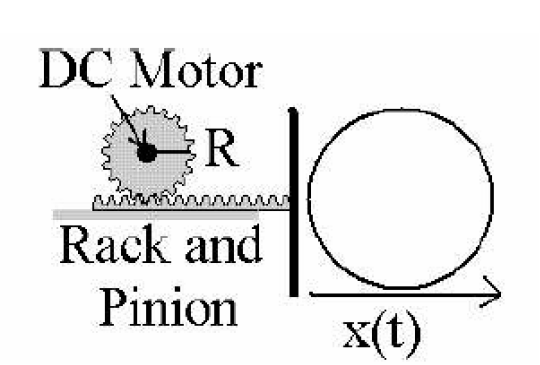 DC Motor
R
Rack and
Pinion
x(t)